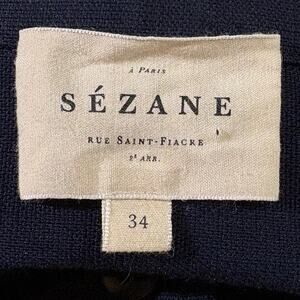 À PARIS
SÉZANE
RUE SAINT-FIACRE
2ᵉ ARR.
34